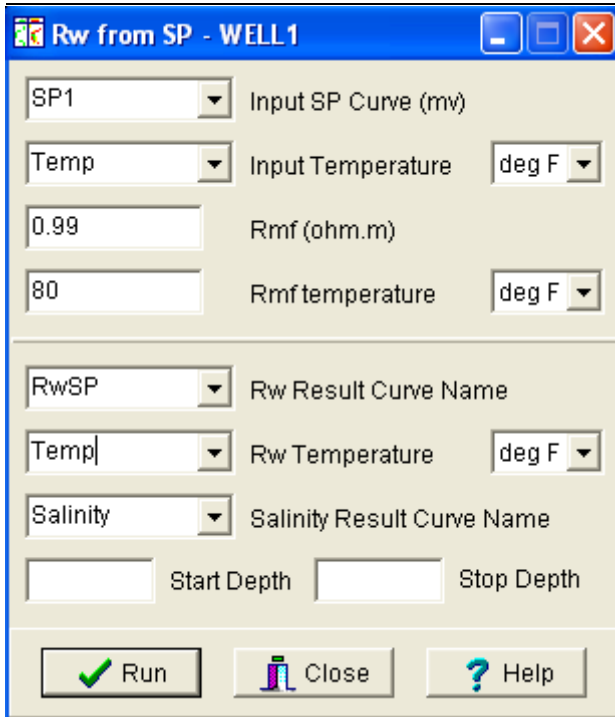 Rw from SP - WELL1
SP1 Input SP Curve (mv)
Temp Input Temperature deg F
0.99 Rmf (ohm.m)
80 Rmf temperature deg F
RwSP Rw Result Curve Name
Temp Rw Temperature deg F
Salinity Salinity Result Curve Name
Start Depth Stop Depth
Run Close ? Help